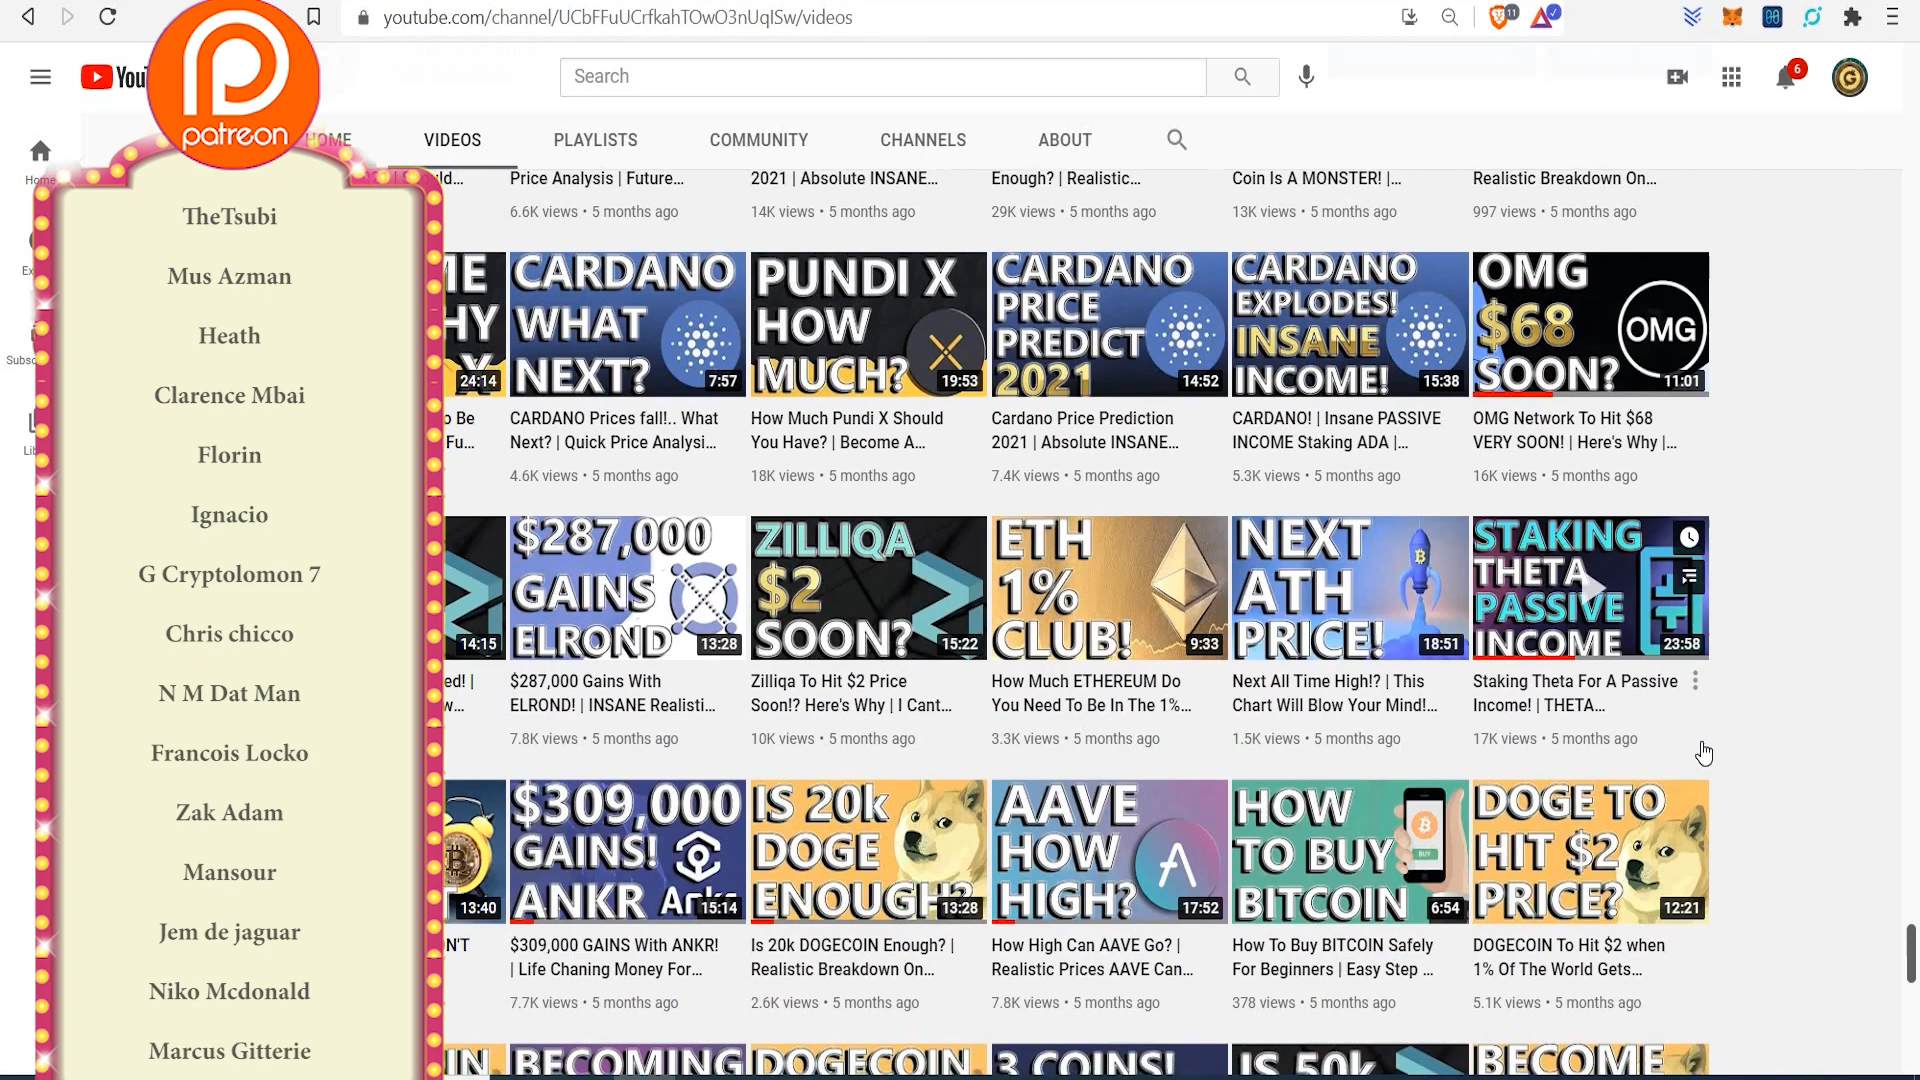 youtube.com/channel/UCbFFuUCrfkahTOwO3nUqISw/videos
11
patreon
Search
6
HOME
VIDEOS
PLAYLISTS
COMMUNITY
CHANNELS
ABOUT
TheTsubi
Mus Azman
Heath
Clarence Mbai
Florin
Ignacio
G Cryptolomon 7
Chris chicco
N M Dat Man
Francois Locko
Zak Adam
Mansour
Jem de jaguar
Niko Mcdonald
Marcus Gitterie
Price Analysis | Future...
6.6K views • 5 months ago
2021 | Absolute INSANE...
14K views • 5 months ago
Enough? | Realistic...
29K views • 5 months ago
Coin Is A MONSTER! |...
13K views • 5 months ago
Realistic Breakdown On...
997 views • 5 months ago
24:14
CARDANO
WHAT
NEXT?
7:57
CARDANO Prices fall!.. What
Next? | Quick Price Analysi...
4.6K views • 5 months ago
PUNDI X
HOW
MUCH?
19:53
How Much Pundi X Should
You Have? | Become A...
18K views • 5 months ago
CARDANO
PRICE
PREDICT
2021
14:52
Cardano Price Prediction
2021 | Absolute INSANE...
7.4K views • 5 months ago
CARDANO
EXPLODES!
INSANE
INCOME!
15:38
CARDANO! | Insane PASSIVE
INCOME Staking ADA |...
5.3K views • 5 months ago
OMG
$68
SOON?
OMG
11:01
OMG Network To Hit $68
VERY SOON! | Here's Why |...
16K views • 5 months ago
14:15
$287,000
GAINS
ELROND
13:28
$287,000 Gains With
ELROND! | INSANE Realisti...
7.8K views • 5 months ago
ZILLIQA
$2
SOON?
15:22
Zilliqa To Hit $2 Price
Soon!? Here's Why | I Cant...
10K views • 5 months ago
ETH
1%
CLUB!
9:33
How Much ETHEREUM Do
You Need To Be In The 1%...
3.3K views • 5 months ago
NEXT
ATH
PRICE!
18:51
Next All Time High!? | This
Chart Will Blow Your Mind!...
1.5K views • 5 months ago
STAKING
THETA
PASSIVE
INCOME
23:58
Staking Theta For A Passive
Income! | THETA...
17K views • 5 months ago
13:40
$309,000
GAINS!
ANKR
15:14
$309,000 GAINS With ANKR!
| Life Chaning Money For...
7.7K views • 5 months ago
IS 20k
DOGE
ENOUGH?
13:28
Is 20k DOGECOIN Enough? |
Realistic Breakdown On...
2.6K views • 5 months ago
AAVE
HOW
HIGH?
17:52
How High Can AAVE Go? |
Realistic Prices AAVE Can...
7.8K views • 5 months ago
HOW
TO BUY
BITCOIN
BUY
6:54
How To Buy BITCOIN Safely
For Beginners | Easy Step ...
378 views • 5 months ago
DOGE TO
HIT $2
PRICE?
12:21
DOGECOIN To Hit $2 when
1% Of The World Gets...
5.1K views • 5 months ago
BECOMING
DOGECOIN
3 COINS!
IS 50k
BECOME